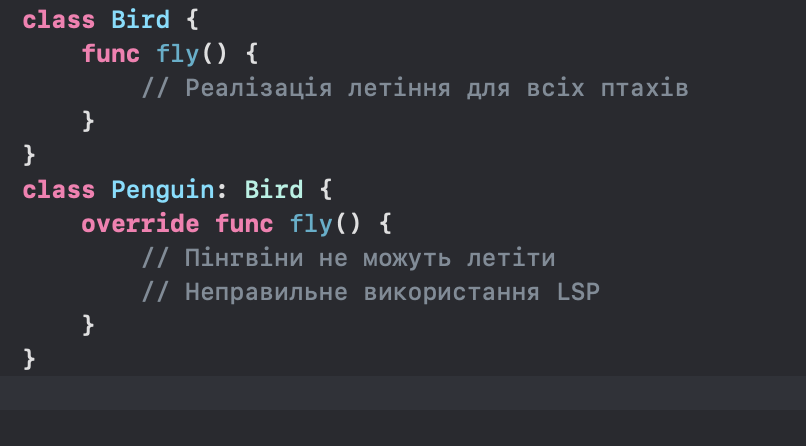 class Bird {
    func fly() {
        // Реалізація летіння для всіх птахів
    }
}
class Penguin: Bird {
    override func fly() {
        // Пінгвіни не можуть летіти
        // Неправильне використання LSP
    }
}